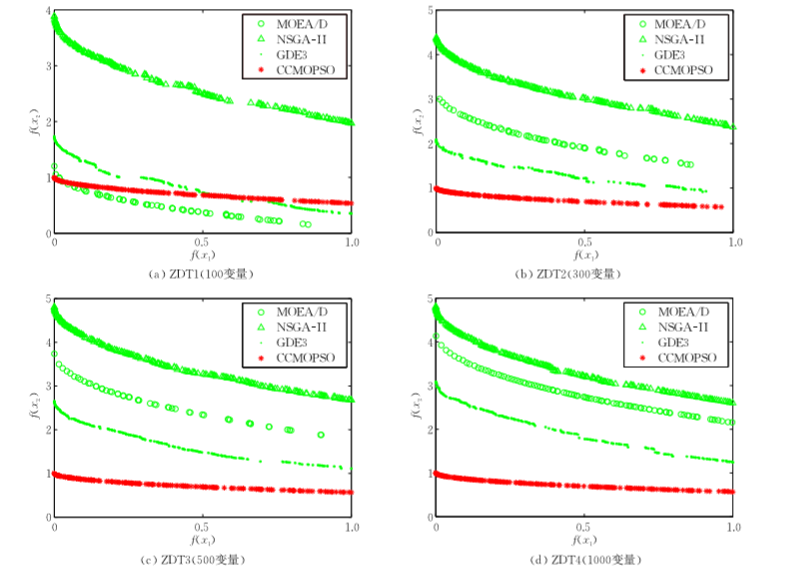 4
3
2
1
0
f(x₂)
MOEA/D
NSGA-II
GDE3
CCMOPSO
0 0.5 1.0
f(x₁)
(a) ZDT1(100变量)
5
4
3
2
1
0
f(x₂)
MOEA/D
NSGA-II
GDE3
CCMOPSO
0 0.5 1.0
f(x₁)
(b) ZDT2(300变量)
5
4
3
2
1
0
f(x₂)
MOEA/D
NSGA-II
GDE3
CCMOPSO
0 0.5 1.0
f(x₁)
(c) ZDT3(500变量)
5
4
3
2
1
0
f(x₂)
MOEA/D
NSGA-II
GDE3
CCMOPSO
0 0.5 1.0
f(x₁)
(d) ZDT4(1000变量)